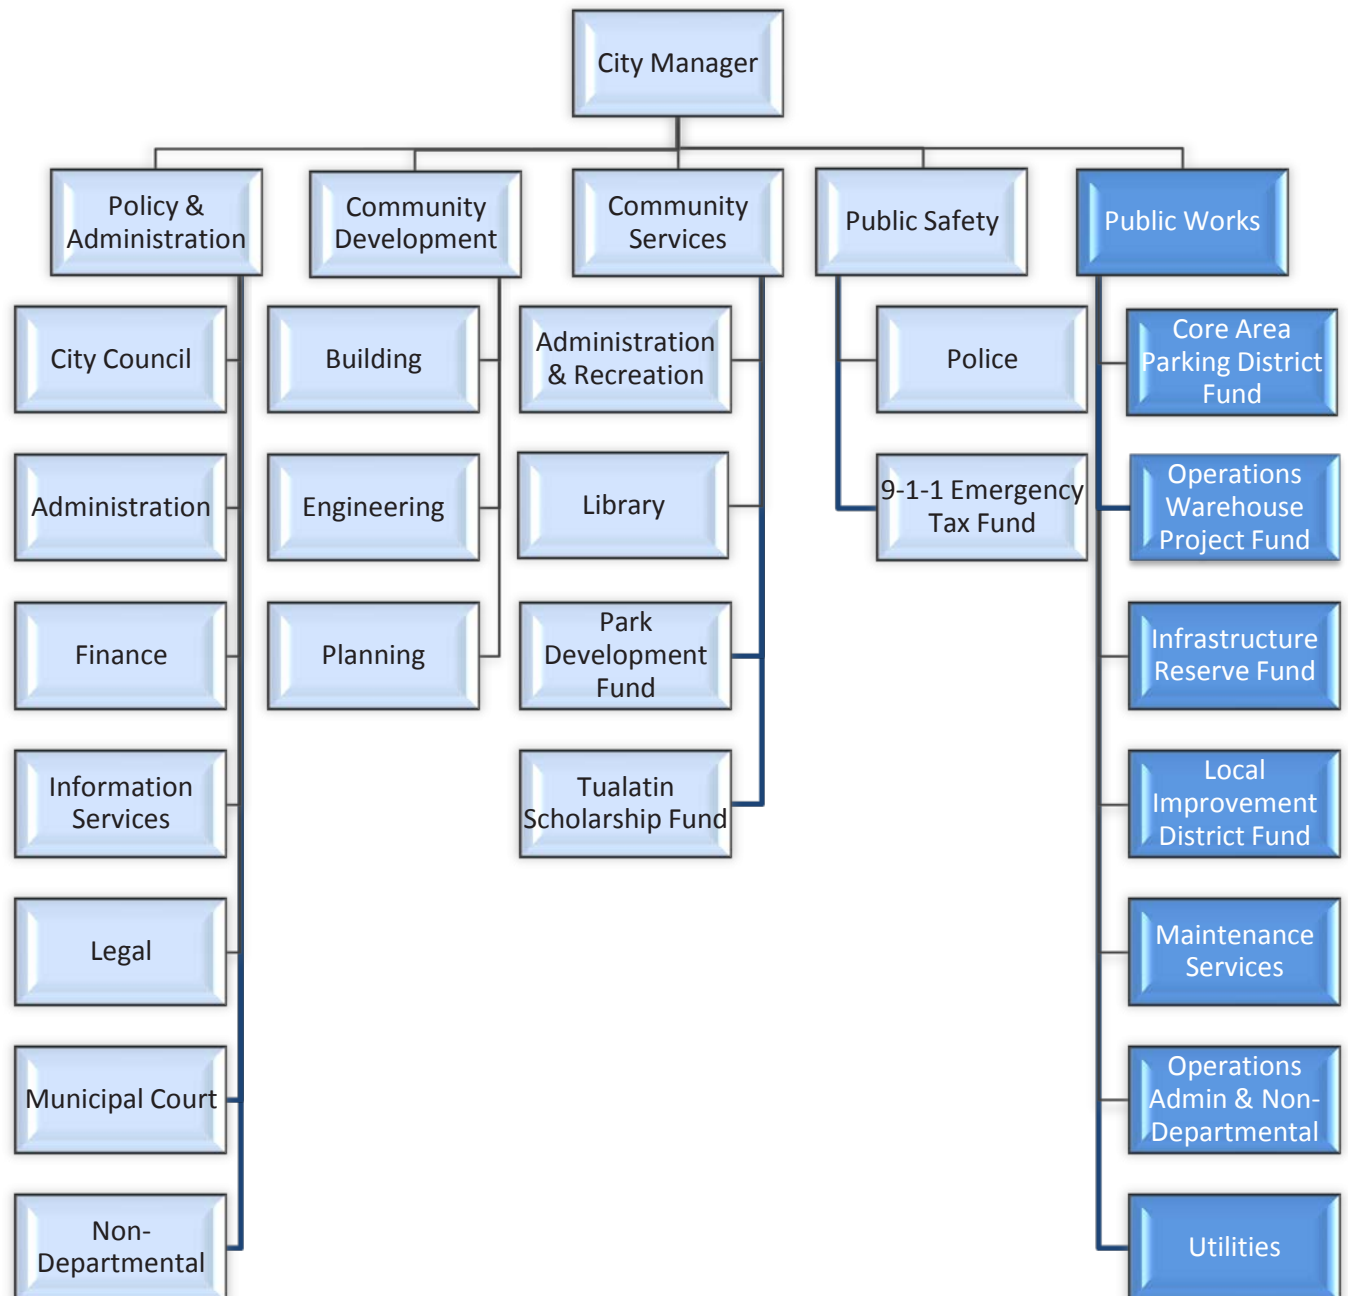 City Manager
Policy &
Administration
Community
Development
Community
Services
Public Safety
Public Works
City Council
Administration
Finance
Information
Services
Legal
Municipal Court
Non-
Departmental
Building
Engineering
Planning
Administration
& Recreation
Library
Park
Development
Fund
Tualatin
Scholarship Fund
Police
9-1-1 Emergency
Tax Fund
Core Area
Parking District
Fund
Operations
Warehouse
Project Fund
Infrastructure
Reserve Fund
Local
Improvement
District Fund
Maintenance
Services
Operations
Admin & Non-
Departmental
Utilities